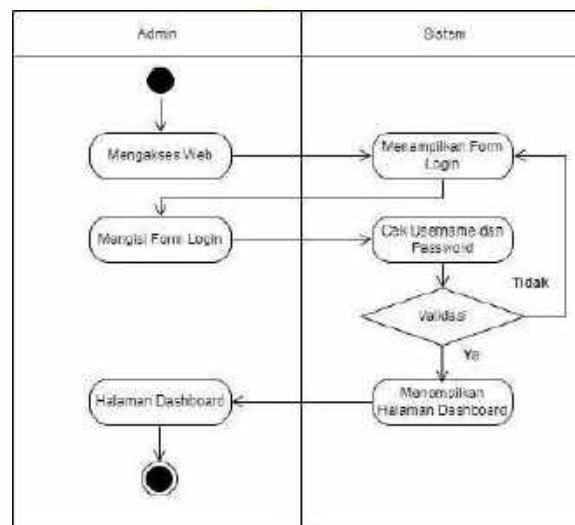 Admin
Sistem
Mengakses Web
Menampilkan Form
Login
Mengisi Form Login
Cek Username dan
Password
Tidak
Validasi
Ya
Halaman Dashboard
Menampilkan
Halaman Dashboard